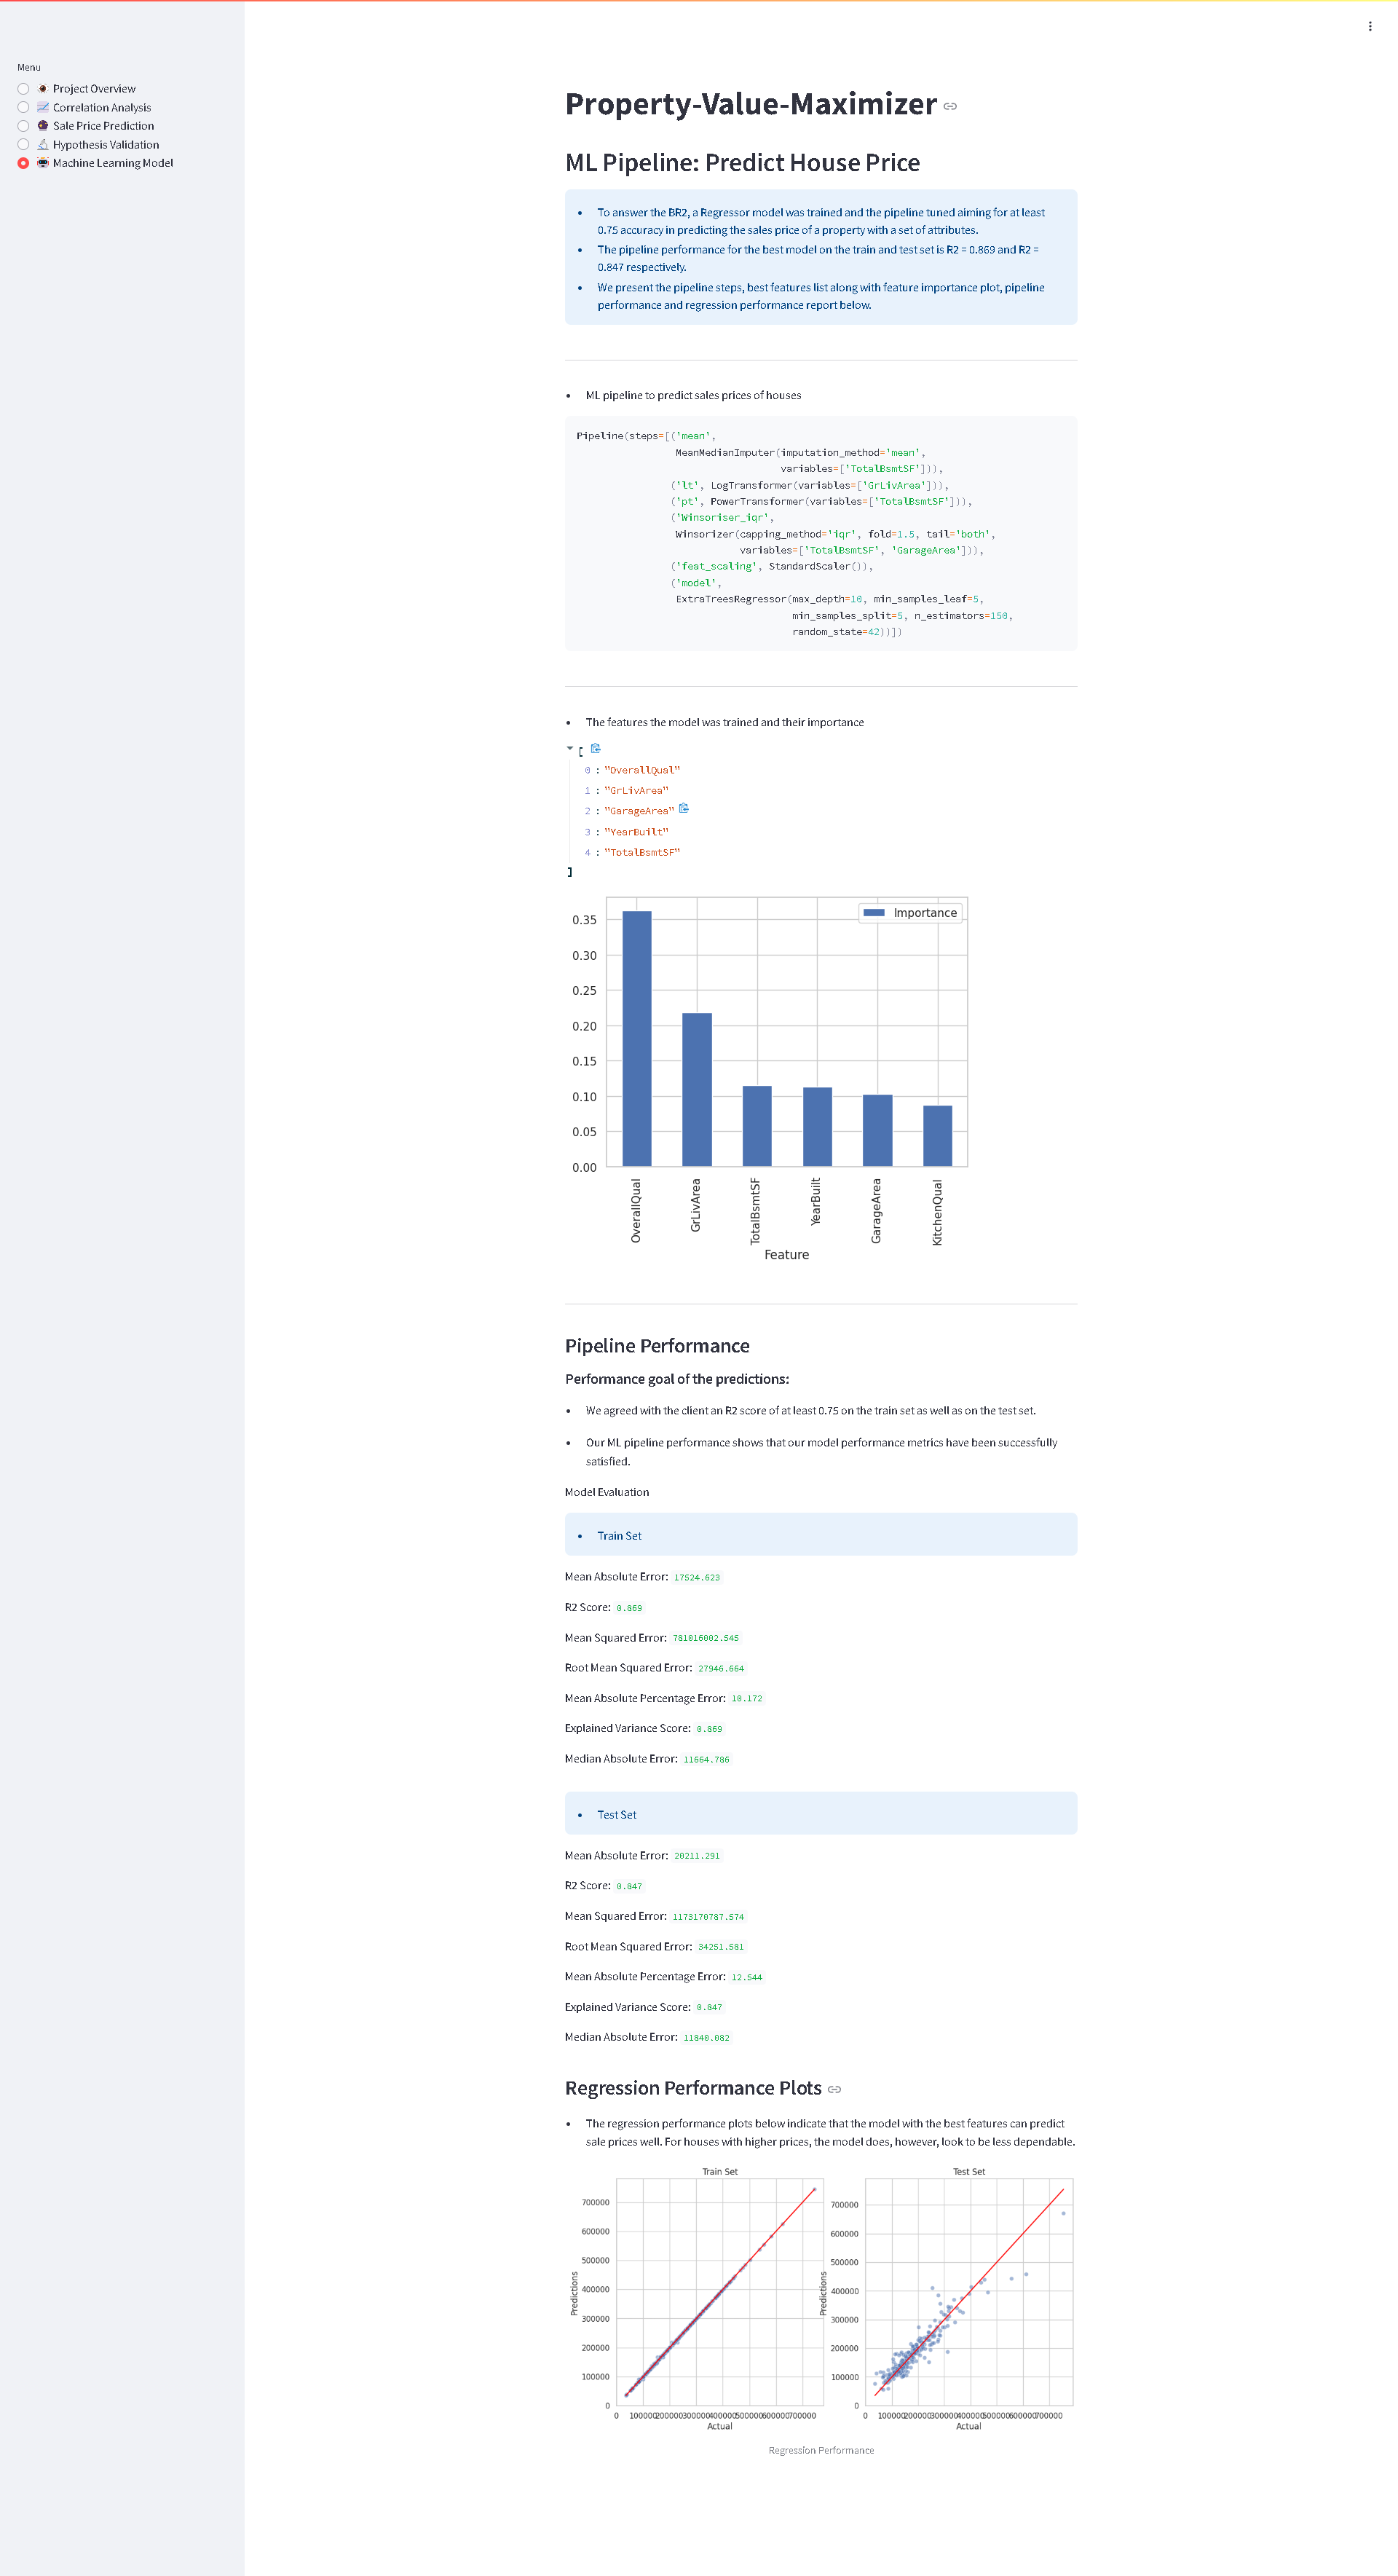 Menu
Project Overview
Correlation Analysis
Sale Price Prediction
Hypothesis Validation
Machine Learning Model
Property-Value-Maximizer
ML Pipeline: Predict House Price
• To answer the BR2, a Regressor model was trained and the pipeline tuned aiming for at least
0.75 accuracy in predicting the sales price of a property with a set of attributes.
• The pipeline performance for the best model on the train and test set is R2 = 0.869 and R2 =
0.847 respectively.
• We present the pipeline steps, best features list along with feature importance plot, pipeline
performance and regression performance report below.
• ML pipeline to predict sales prices of houses
Pipeline(steps=[('mean',
MeanMedianImputer(imputation_method='mean',
variables=['TotalBsmtSF'])),
('lt', LogTransformer(variables=['GrLivArea'])),
('pt', PowerTransformer(variables=['TotalBsmtSF'])),
('Winsoriser_iqr',
Winsorizer(capping_method='iqr', fold=1.5, tail='both',
variables=['TotalBsmtSF', 'GarageArea'])),
('feat_scaling', StandardScaler()),
('model',
ExtraTreesRegressor(max_depth=10, min_samples_leaf=5,
min_samples_split=5, n_estimators=150,
random_state=42))])
• The features the model was trained and their importance
[
0 : "OverallQual"
1 : "GrLivArea"
2 : "GarageArea"
3 : "YearBuilt"
4 : "TotalBsmtSF"
]
Importance
0.35
0.30
0.25
0.20
0.15
0.10
0.05
0.00
OverallQual
GrLivArea
TotalBsmtSF
YearBuilt
GarageArea
KitchenQual
Feature
Pipeline Performance
Performance goal of the predictions:
• We agreed with the client an R2 score of at least 0.75 on the train set as well as on the test set.
• Our ML pipeline performance shows that our model performance metrics have been successfully
satisfied.
Model Evaluation
• Train Set
Mean Absolute Error: 17524.623
R2 Score: 0.869
Mean Squared Error: 781016002.545
Root Mean Squared Error: 27946.664
Mean Absolute Percentage Error: 10.172
Explained Variance Score: 0.869
Median Absolute Error: 11664.786
• Test Set
Mean Absolute Error: 20211.291
R2 Score: 0.847
Mean Squared Error: 1173170787.574
Root Mean Squared Error: 34251.581
Mean Absolute Percentage Error: 12.544
Explained Variance Score: 0.847
Median Absolute Error: 11840.082
Regression Performance Plots
• The regression performance plots below indicate that the model with the best features can predict
sale prices well. For houses with higher prices, the model does, however, look to be less dependable.
Train Set
700000
600000
500000
400000
300000
200000
100000
0
Predictions
0 100000 200000 300000 400000 500000 600000 700000
Actual
Test Set
700000
600000
500000
400000
300000
200000
100000
0
Predictions
0 100000 200000 300000 400000 500000 600000 700000
Actual
Regression Performance